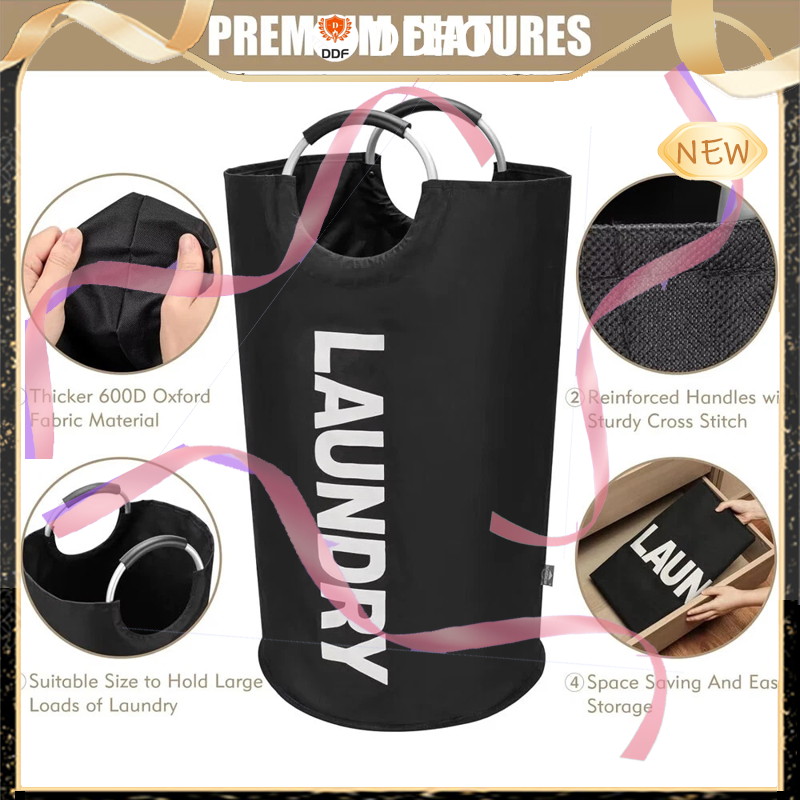 PREMIUM FEATURES
DDF
NEW
Thicker 600D Oxford
Fabric Material
② Reinforced Handles wi
Sturdy Cross Stitch
LAUNDRY
LAUN
Suitable Size to Hold Large
Loads of Laundry
④ Space Saving And Eas
Storage